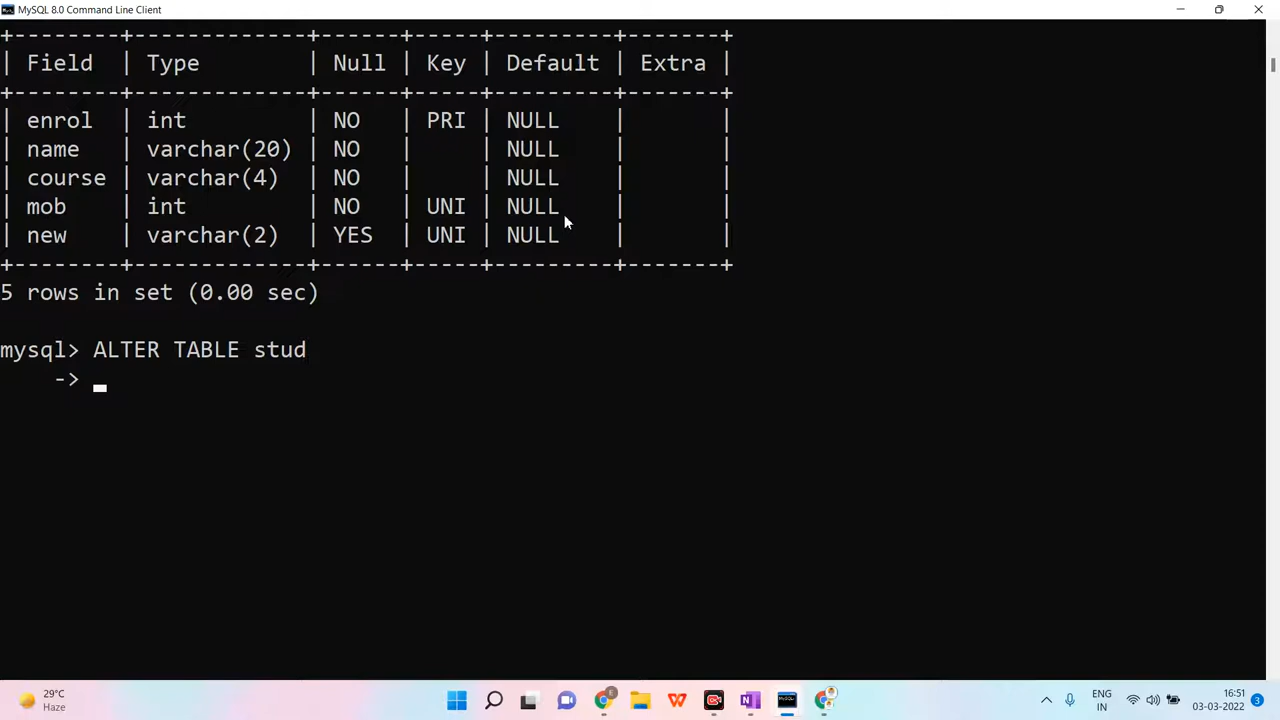 MySQL 8.0 Command Line Client
+--------+-------------+------+-----+---------+-------+
| Field  | Type        | Null | Key | Default | Extra |
+--------+-------------+------+-----+---------+-------+
| enrol  | int         | NO   | PRI | NULL    |       |
| name   | varchar(20) | NO   |     | NULL    |       |
| course | varchar(4)  | NO   |     | NULL    |       |
| mob    | int         | NO   | UNI | NULL    |       |
| new    | varchar(2)  | YES  | UNI | NULL    |       |
+--------+-------------+------+-----+---------+-------+
5 rows in set (0.00 sec)
mysql> ALTER TABLE stud
    ->
29°C
Haze
ENG
IN
16:51
03-03-2022
3